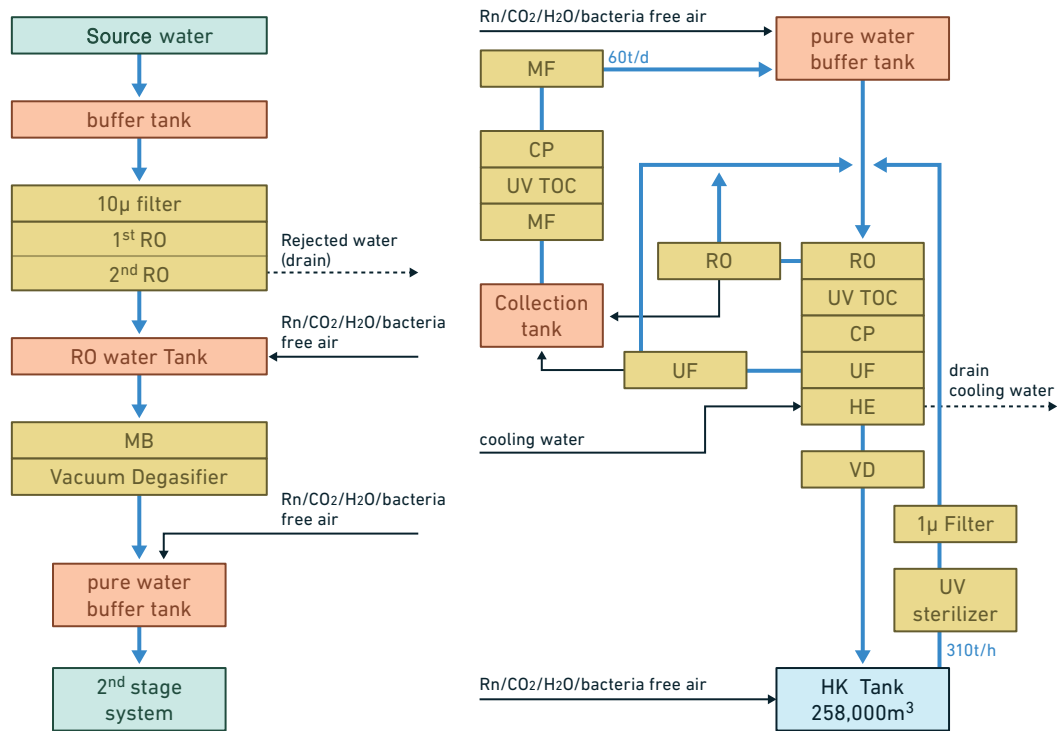 Source water
buffer tank
10µ filter
1st RO
2nd RO
Rejected water
(drain)
Rn/CO2/H2O/bacteria
free air
RO water Tank
MB
Vacuum Degasifier
Rn/CO2/H2O/bacteria
free air
pure water
buffer tank
2nd stage
system
Rn/CO2/H2O/bacteria free air
pure water
buffer tank
MF
60t/d
CP
UV TOC
MF
Collection
tank
RO
RO
UV TOC
CP
UF
UF
HE
drain
cooling water
cooling water
VD
1µ Filter
UV
sterilizer
310t/h
Rn/CO2/H2O/bacteria free air
HK Tank
258,000m3